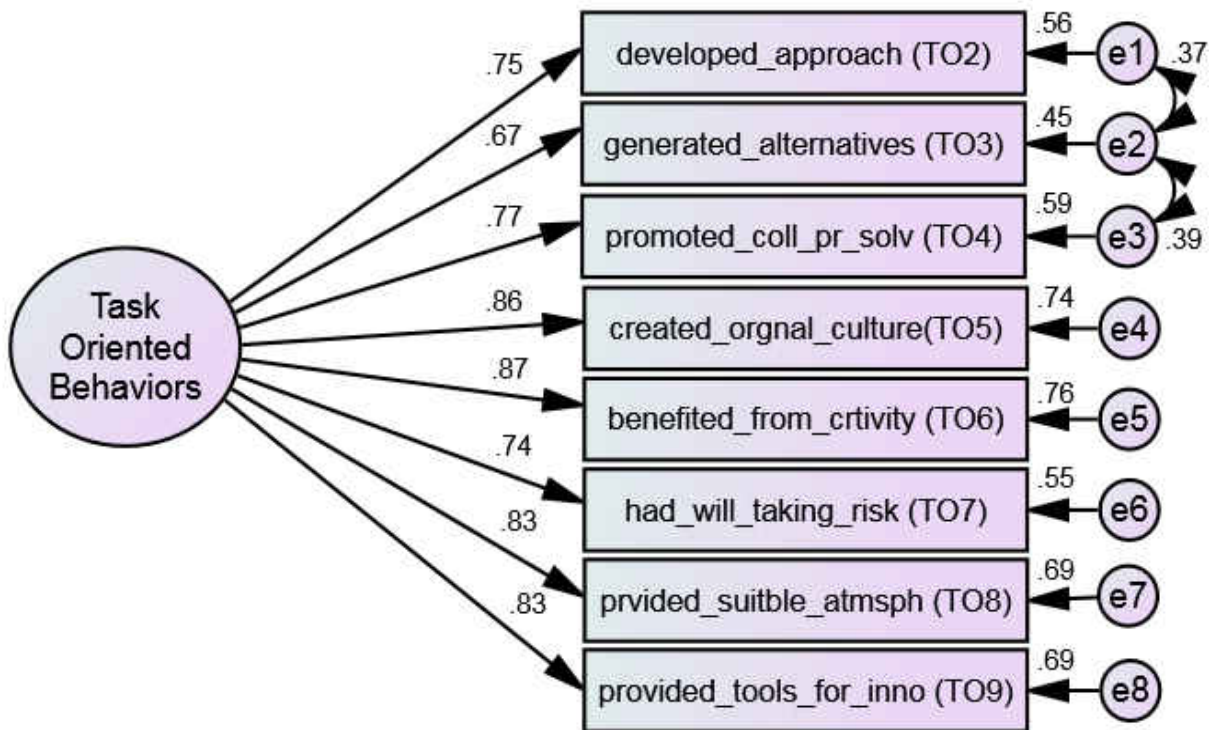 .56
developed_approach (TO2)
e1
.37
.75
.67
.45
generated_alternatives (TO3)
e2
.77
.59
promoted_coll_pr_solv (TO4)
e3
.39
Task
Oriented
Behaviors
.86
.74
created_orgnal_culture(TO5)
e4
.87
.76
benefited_from_crtivity (TO6)
e5
.74
.55
had_will_taking_risk (TO7)
e6
.83
.69
prvided_suitble_atmsph (TO8)
e7
.83
.69
provided_tools_for_inno (TO9)
e8